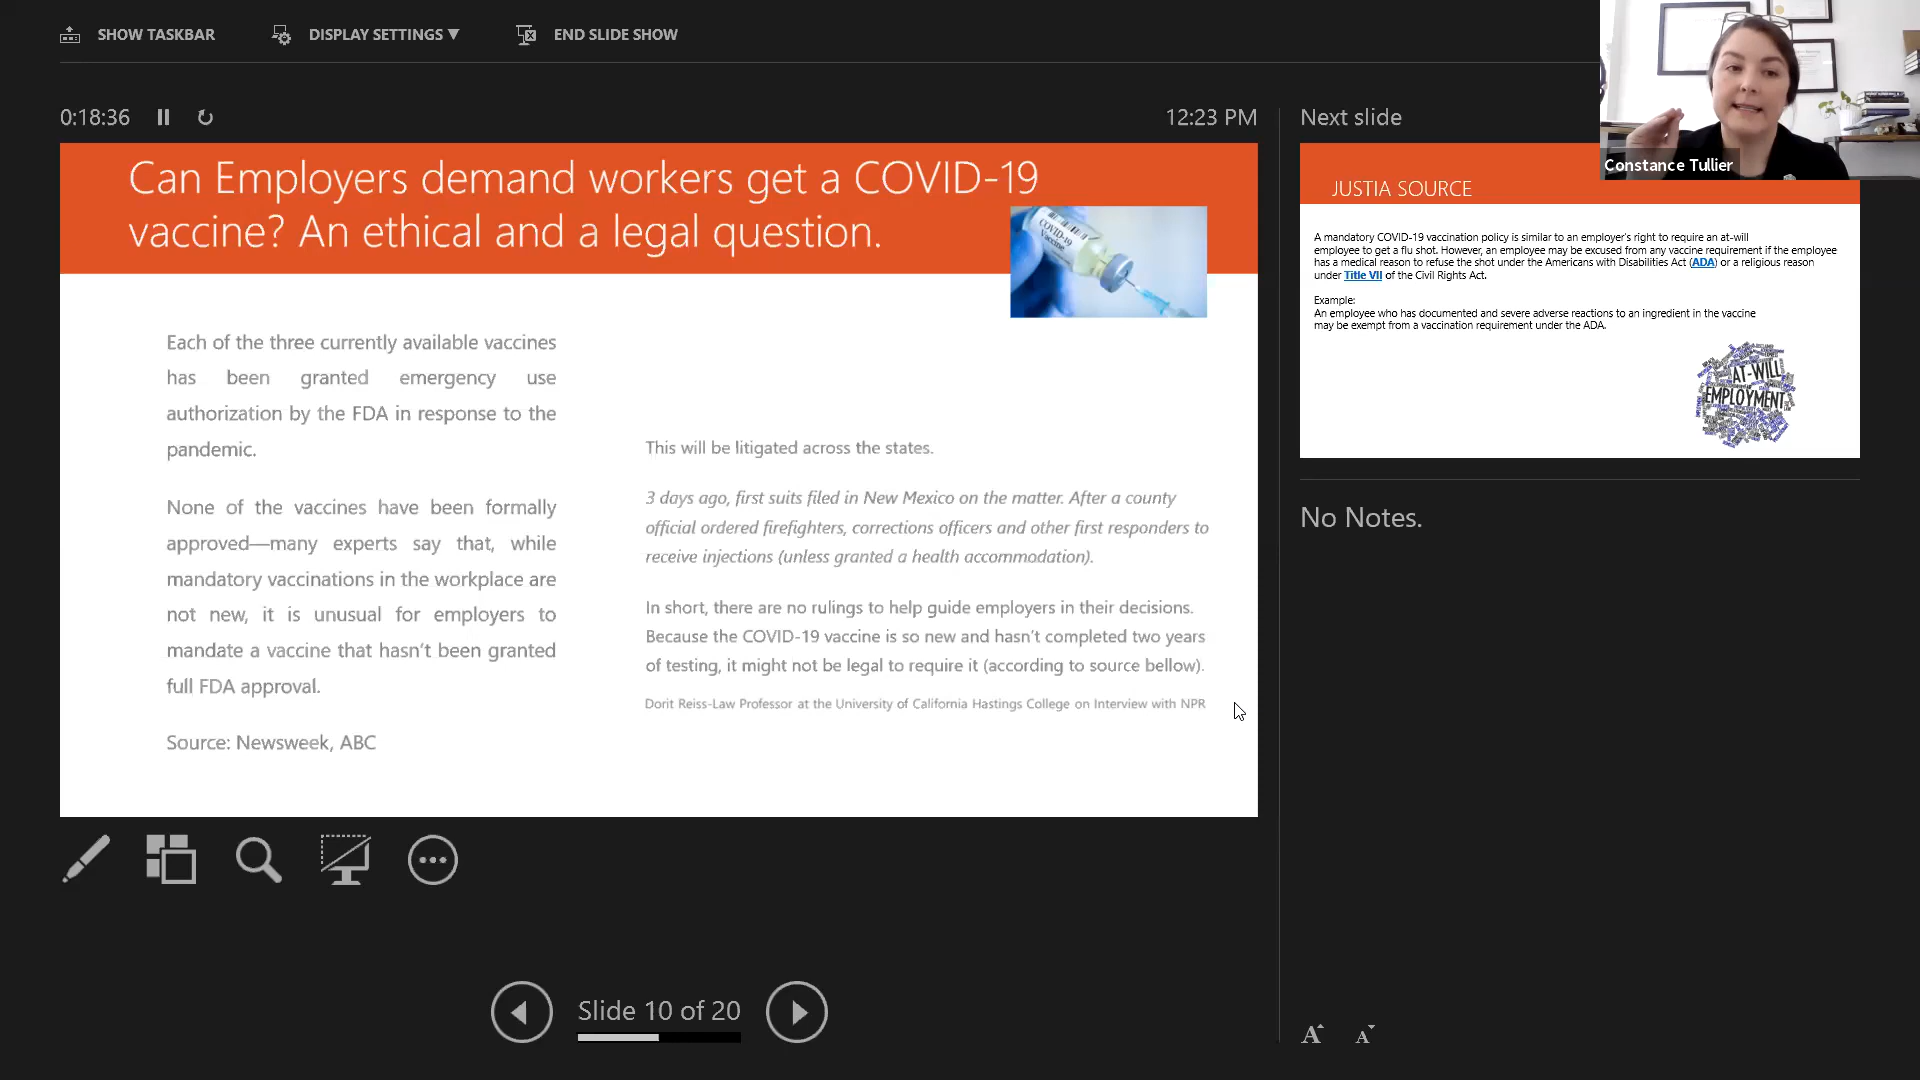 SHOW TASKBAR
DISPLAY SETTINGS ▼
END SLIDE SHOW
0:18:36
12:23 PM
Can Employers demand workers get a COVID-19
vaccine? An ethical and a legal question.
COVID-19
Vaccine
Each of the three currently available vaccines
has been granted emergency use
authorization by the FDA in response to the
pandemic.
None of the vaccines have been formally
approved—many experts say that, while
mandatory vaccinations in the workplace are
not new, it is unusual for employers to
mandate a vaccine that hasn't been granted
full FDA approval.
Source: Newsweek, ABC
This will be litigated across the states.
3 days ago, first suits filed in New Mexico on the matter. After a county
official ordered firefighters, corrections officers and other first responders to
receive injections (unless granted a health accommodation).
In short, there are no rulings to help guide employers in their decisions.
Because the COVID-19 vaccine is so new and hasn't completed two years
of testing, it might not be legal to require it (according to source bellow).
Dorit Reiss-Law Professor at the University of California Hastings College on Interview with NPR
Slide 10 of 20
Next slide
Constance Tullier
JUSTIA SOURCE
A mandatory COVID-19 vaccination policy is similar to an employer's right to require an at-will
employee to get a flu shot. However, an employee may be excused from any vaccine requirement if the employee
has a medical reason to refuse the shot under the Americans with Disabilities Act (ADA) or a religious reason
under Title VII of the Civil Rights Act.
Example:
An employee who has documented and severe adverse reactions to an ingredient in the vaccine
may be exempt from a vaccination requirement under the ADA.
AT-WILL
EMPLOYMENT
No Notes.
A
A